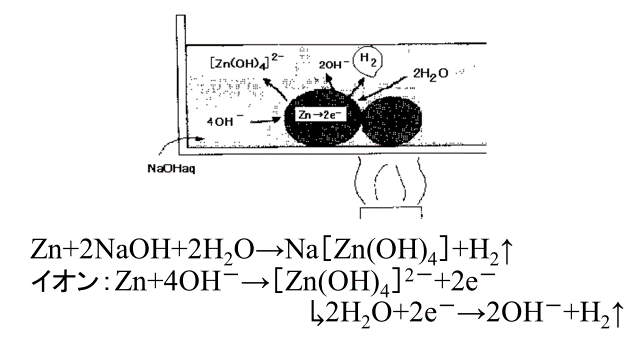 [Zn(OH)₄]²⁻
2OH⁻
H₂
2H₂O
4OH⁻
Zn→2e⁻
NaOHaq
Zn+2NaOH+2H₂O→Na[Zn(OH)₄]+H₂↑
イオン:Zn+4OH⁻→[Zn(OH)₄]²⁻+2e⁻
↳2H₂O+2e⁻→2OH⁻+H₂↑